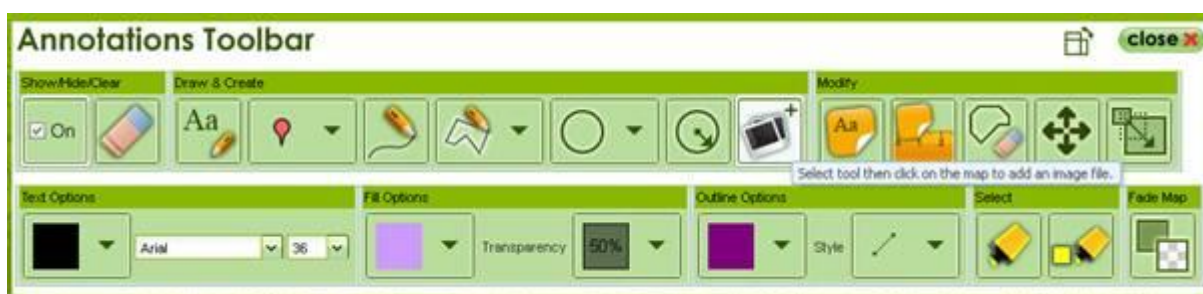 Annotations Toolbar
close
Show/Hide/Clear
Draw & Create
Modify
On
Aa
Aa
Select tool then click on the map to add an image file.
Text Options
Fill Options
Outline Options
Select
Fade Map
Arial
36
Transparency
50%
Style